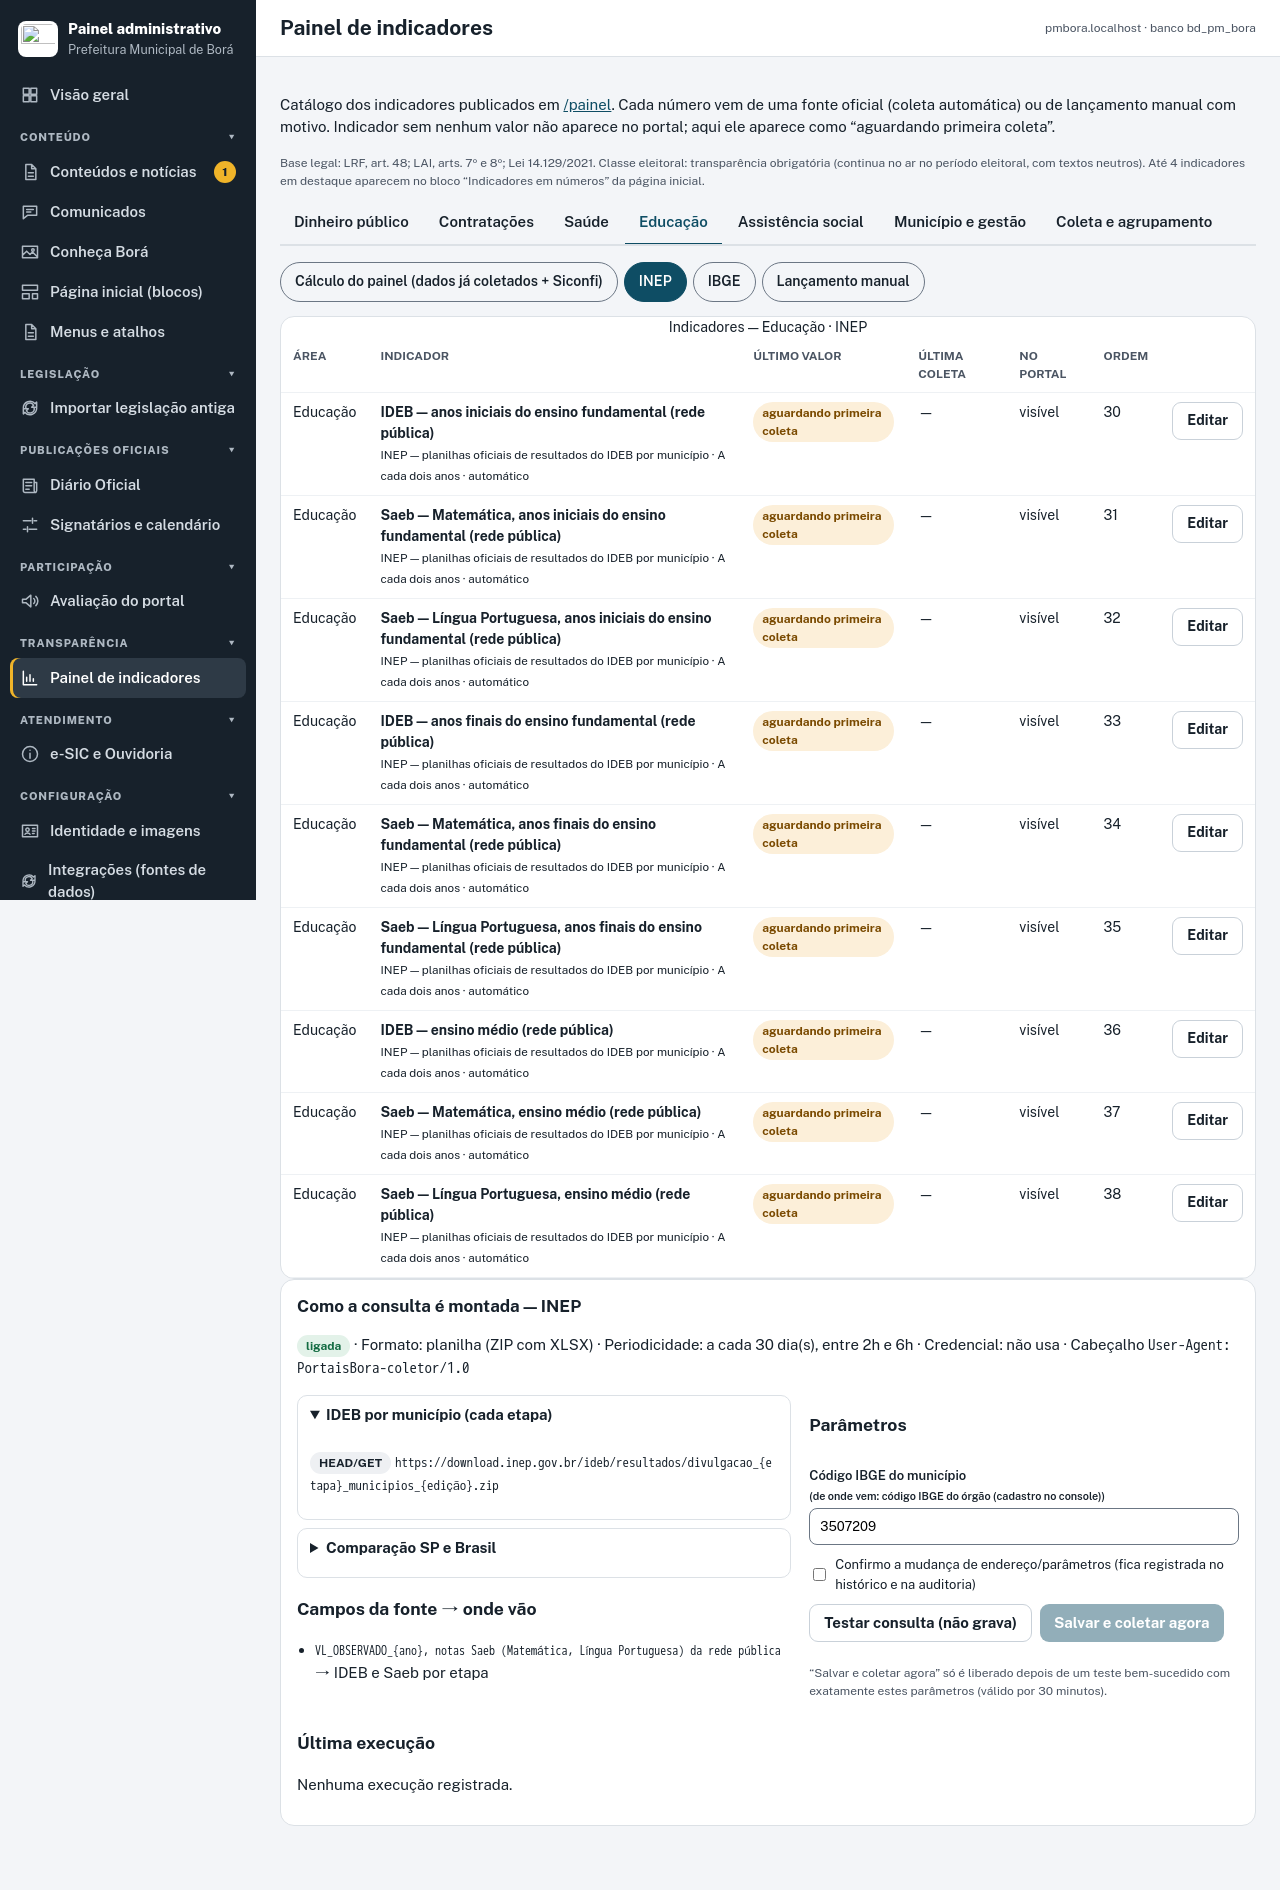 Painel administrativo
Prefeitura Municipal de Borá
Visão geral
CONTEÚDO
Conteúdos e notícias 1
Comunicados
Conheça Borá
Página inicial (blocos)
Menus e atalhos
LEGISLAÇÃO
Importar legislação antiga
PUBLICAÇÕES OFICIAIS
Diário Oficial
Signatários e calendário
PARTICIPAÇÃO
Avaliação do portal
TRANSPARÊNCIA
Painel de indicadores
ATENDIMENTO
e-SIC e Ouvidoria
CONFIGURAÇÃO
Identidade e imagens
Integrações (fontes de
dados)
Painel de indicadores
pmbora.localhost · banco bd_pm_bora
Catálogo dos indicadores publicados em /painel. Cada número vem de uma fonte oficial (coleta automática) ou de lançamento manual com
motivo. Indicador sem nenhum valor não aparece no portal; aqui ele aparece como “aguardando primeira coleta”.
Base legal: LRF, art. 48; LAI, arts. 7º e 8º; Lei 14.129/2021. Classe eleitoral: transparência obrigatória (continua no ar no período eleitoral, com textos neutros). Até 4 indicadores
em destaque aparecem no bloco “Indicadores em números” da página inicial.
Dinheiro público Contratações Saúde Educação Assistência social Município e gestão Coleta e agrupamento
Cálculo do painel (dados já coletados + Siconfi) INEP IBGE Lançamento manual
Indicadores — Educação · INEP
ÁREA INDICADOR ÚLTIMO VALOR ÚLTIMA NO ORDEM
COLETA PORTAL
Educação IDEB — anos iniciais do ensino fundamental (rede aguardando primeira — visível 30 Editar
pública) coleta
INEP — planilhas oficiais de resultados do IDEB por município · A
cada dois anos · automático
Educação Saeb — Matemática, anos iniciais do ensino aguardando primeira — visível 31 Editar
fundamental (rede pública) coleta
INEP — planilhas oficiais de resultados do IDEB por município · A
cada dois anos · automático
Educação Saeb — Língua Portuguesa, anos iniciais do ensino aguardando primeira — visível 32 Editar
fundamental (rede pública) coleta
INEP — planilhas oficiais de resultados do IDEB por município · A
cada dois anos · automático
Educação IDEB — anos finais do ensino fundamental (rede aguardando primeira — visível 33 Editar
pública) coleta
INEP — planilhas oficiais de resultados do IDEB por município · A
cada dois anos · automático
Educação Saeb — Matemática, anos finais do ensino aguardando primeira — visível 34 Editar
fundamental (rede pública) coleta
INEP — planilhas oficiais de resultados do IDEB por município · A
cada dois anos · automático
Educação Saeb — Língua Portuguesa, anos finais do ensino aguardando primeira — visível 35 Editar
fundamental (rede pública) coleta
INEP — planilhas oficiais de resultados do IDEB por município · A
cada dois anos · automático
Educação IDEB — ensino médio (rede pública) aguardando primeira — visível 36 Editar
INEP — planilhas oficiais de resultados do IDEB por município · A coleta
cada dois anos · automático
Educação Saeb — Matemática, ensino médio (rede pública) aguardando primeira — visível 37 Editar
INEP — planilhas oficiais de resultados do IDEB por município · A coleta
cada dois anos · automático
Educação Saeb — Língua Portuguesa, ensino médio (rede aguardando primeira — visível 38 Editar
pública) coleta
INEP — planilhas oficiais de resultados do IDEB por município · A
cada dois anos · automático
Como a consulta é montada — INEP
ligada · Formato: planilha (ZIP com XLSX) · Periodicidade: a cada 30 dia(s), entre 2h e 6h · Credencial: não usa · Cabeçalho User-Agent:
PortaisBora-coletor/1.0
IDEB por município (cada etapa)
HEAD/GET https://download.inep.gov.br/ideb/resultados/divulgacao_{e
tapa}_municipios_{edição}.zip
Comparação SP e Brasil
Campos da fonte → onde vão
• VL_OBSERVADO_{ano}, notas Saeb (Matemática, Língua Portuguesa) da rede pública
→ IDEB e Saeb por etapa
Parâmetros
Código IBGE do município
(de onde vem: código IBGE do órgão (cadastro no console))
3507209
Confirmo a mudança de endereço/parâmetros (fica registrada no
histórico e na auditoria)
Testar consulta (não grava) Salvar e coletar agora
“Salvar e coletar agora” só é liberado depois de um teste bem-sucedido com
exatamente estes parâmetros (válido por 30 minutos).
Última execução
Nenhuma execução registrada.